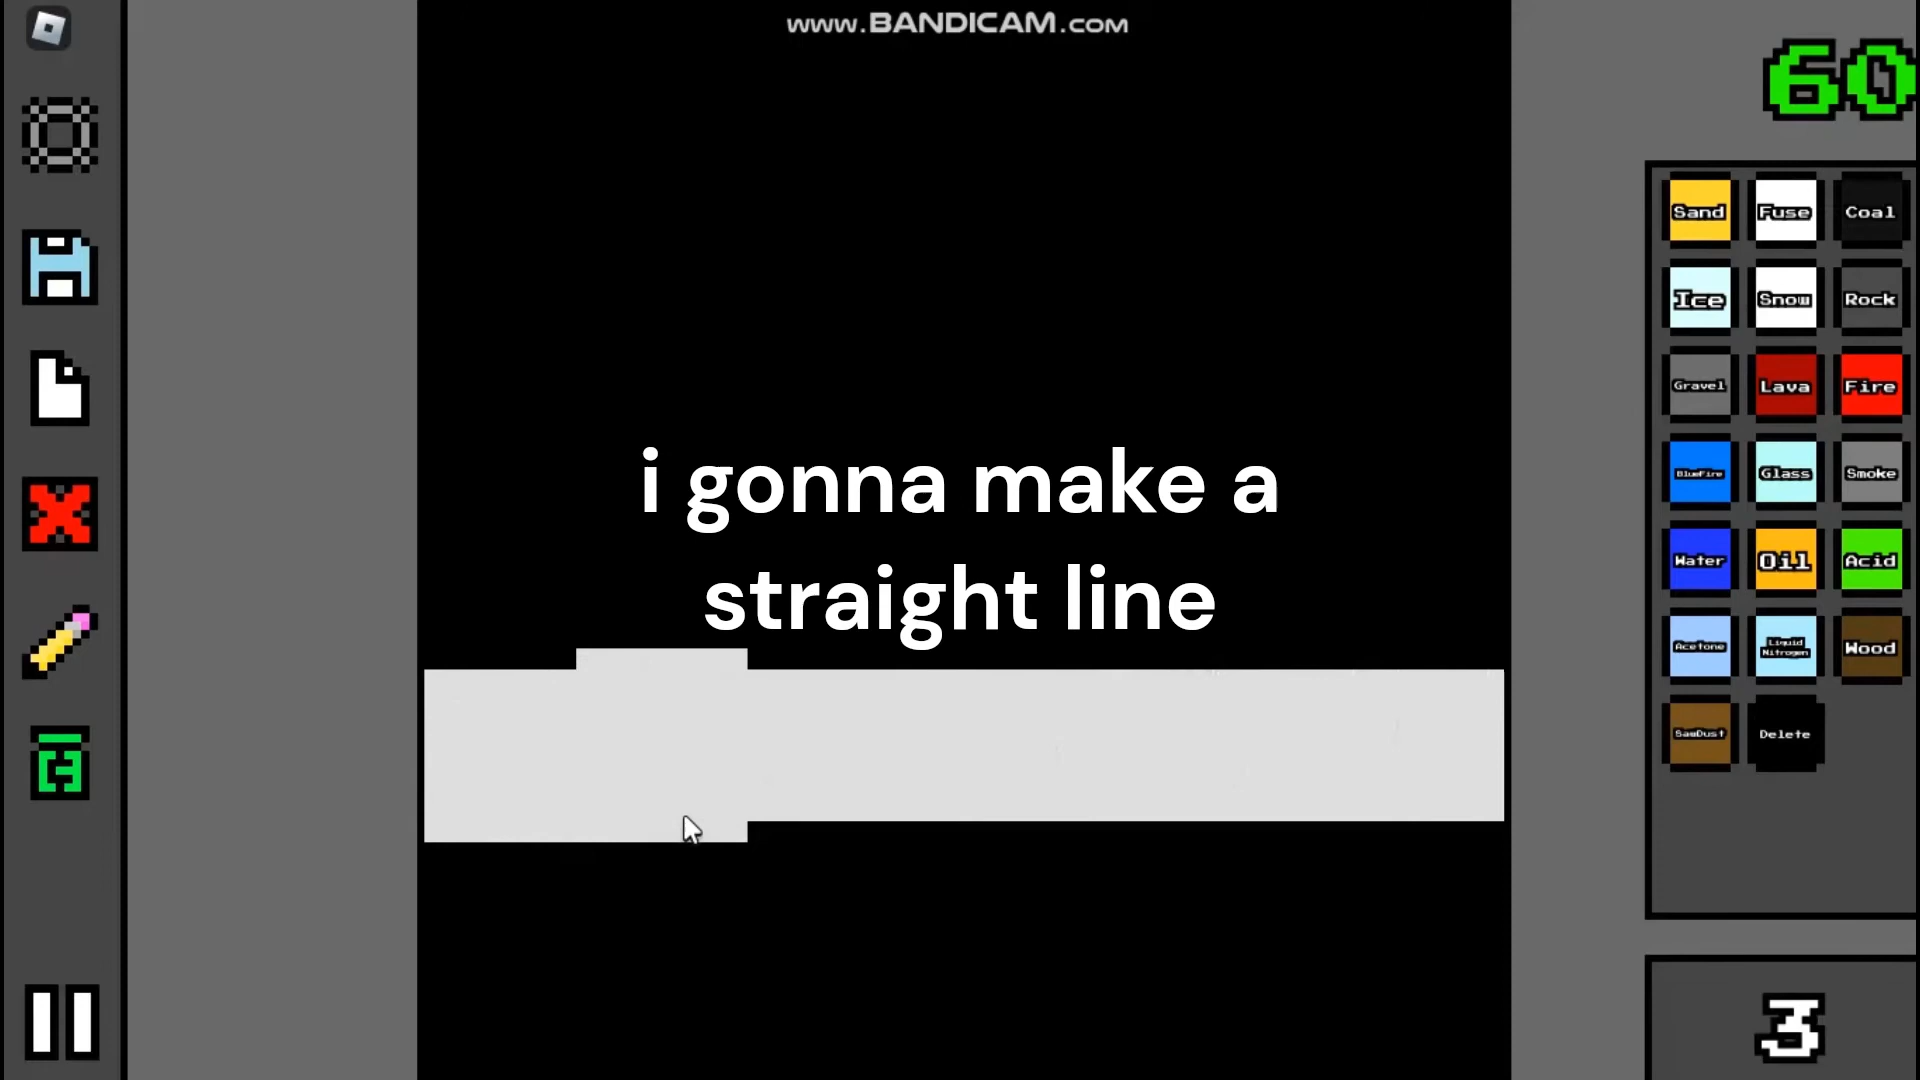 www.BANDICAM.com
60
Sand Fuse Coal
Ice Snow Rock
Gravel Lava Fire
BlueFire Glass Smoke
i gonna make a
straight line
Water Oil Acid
Acetone Liquid Nitrogen Wood
SawDust Delete
3